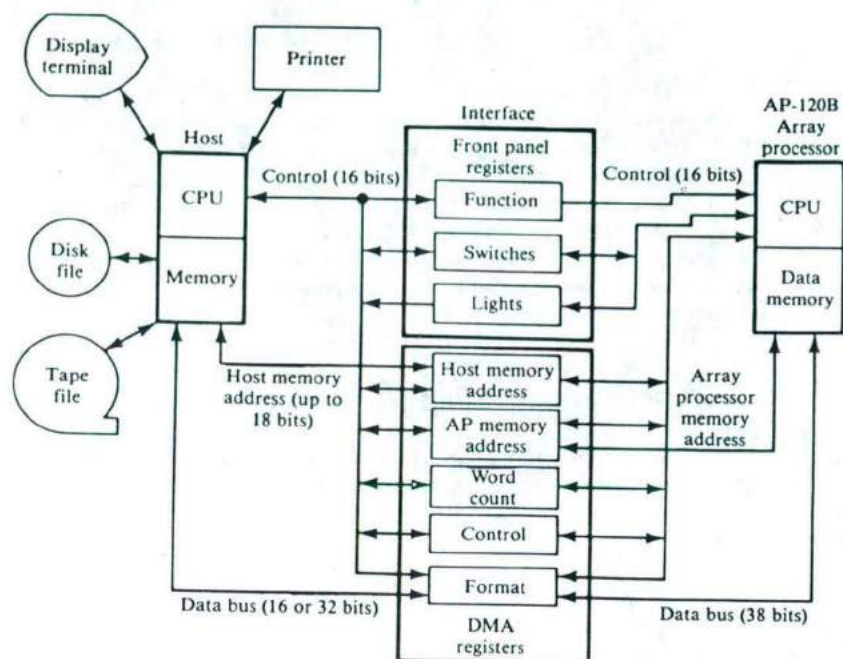 Display
terminal
Printer
Host
CPU
Memory
Disk
file
Tape
file
Control (16 bits)
Host memory
address (up to
18 bits)
Data bus (16 or 32 bits)
Interface
Front panel
registers
Function
Switches
Lights
Host memory
address
AP memory
address
Word
count
Control
Format
DMA
registers
Control (16 bits)
AP-120B
Array
processor
CPU
Data
memory
Array
processor
memory
address
Data bus (38 bits)